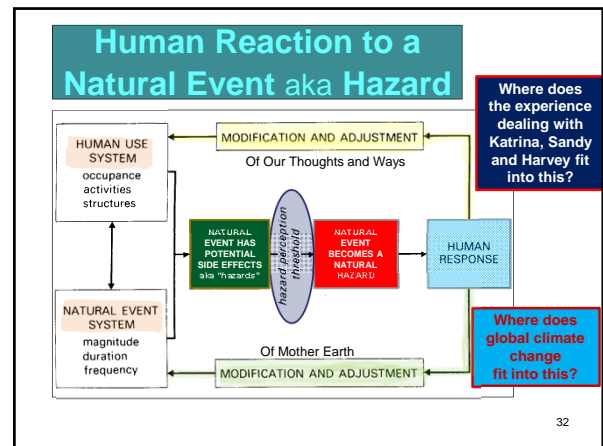 Human Reaction to a
Natural Event aka Hazard
Where does
the experience
dealing with
Katrina, Sandy
and Harvey fit
into this?
HUMAN USE
SYSTEM
occupance
activities
structures
MODIFICATION AND ADJUSTMENT
Of Our Thoughts and Ways
NATURAL
EVENT HAS
POTENTIAL
SIDE EFFECTS
aka "hazards"
hazard perception
threshold
NATURAL
EVENT
BECOMES A
NATURAL
HAZARD
HUMAN
RESPONSE
NATURAL EVENT
SYSTEM
magnitude
duration
frequency
Of Mother Earth
MODIFICATION AND ADJUSTMENT
Where does
global climate
change
fit into this?
32